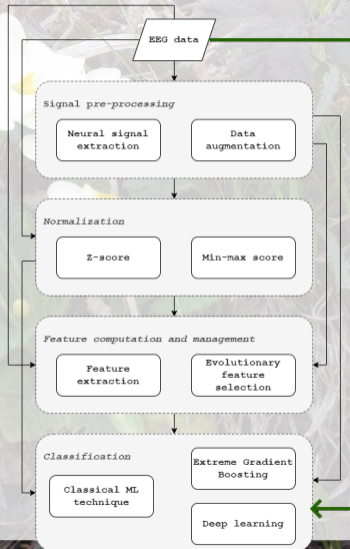 EEG data
Signal pre-processing
Neural signal
extraction
Data
augmentation
Normalization
Z-score
Min-max score
Feature computation and management
Feature
extraction
Evolutionary
feature
selection
Classification
Extreme Gradient
Boosting
Classical ML
technique
Deep learning